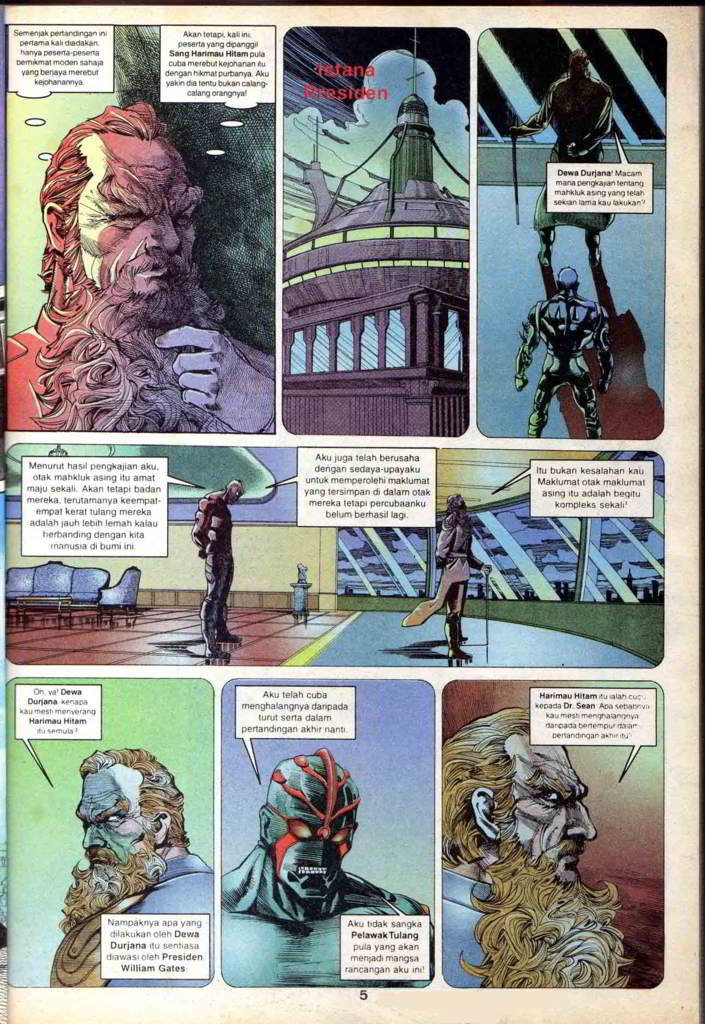 Semenjak pertandingan ini
pertama kali diadakan,
hanya peserta-peserta
berhikmat moden sahaja
yang berjaya merebut
kejohanannya.
Akan tetapi, kali ini,
peserta yang dipanggil
Sang Harimau Hitam pula
cuba merebut kejohanan itu
dengan hikmat purbanya. Aku
yakin dia tentu bukan calang-
calang orangnya!
Istana
Presiden
Dewa Durjana! Macam
mana pengkajian tentang
mahkluk asing yang telah
sekian lama kau lakukan?
Menurut hasil pengkajian aku,
otak mahkluk asing itu amat
maju sekali. Akan tetapi badan
mereka, terutamanya keempat-
empat kerat tulang mereka
adalah jauh lebih lemah kalau
berbanding dengan kita
manusia di bumi ini.
Aku juga telah berusaha
dengan sedaya-upayaku
untuk memperolehi maklumat
yang tersimpan di dalam otak
mereka tetapi percubaanku
belum berhasil lagi.
Itu bukan kesalahan kau
Maklumat otak maklumat
asing itu adalah begitu
kompleks sekali!
Oh, ya! Dewa
Durjana, kenapa
kau mesti menyerang
Harimau Hitam
itu semula?
Nampaknya apa yang
dilakukan oleh Dewa
Durjana itu sentiasa
diawasi oleh Presiden
William Gates
Aku telah cuba
menghalangnya daripada
turut serta dalam
pertandingan akhir nanti.
Aku tidak sangka
Pelawak Tulang
pula yang akan
menjadi mangsa
rancangan aku ini!
Harimau Hitam itu ialah cucu
kepada Dr. Sean. Apa sebabnya
kau mesti menghalangnya
daripada bertempur dalam
pertandingan akhir itu?
5